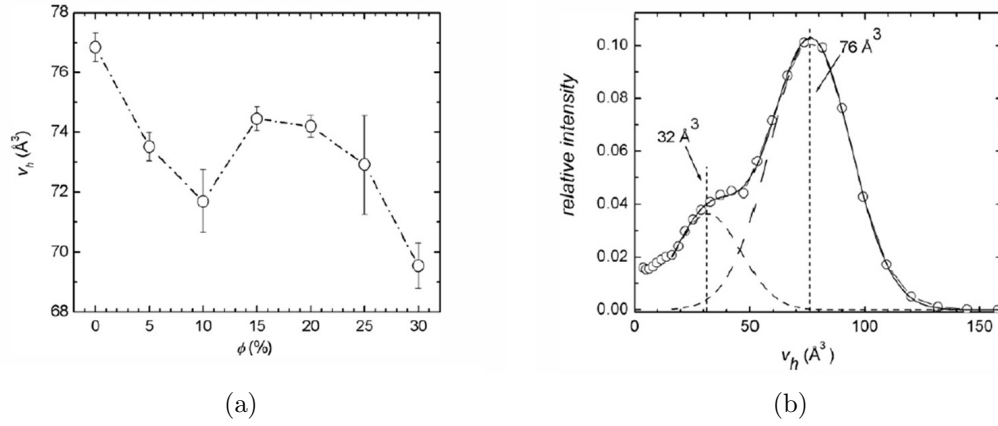 (a)
78
76
74
72
70
68
v_h (Å³)
0 5 10 15 20 25 30
ϕ (%)
(b)
0.10
0.08
0.06
0.04
0.02
0.00
relative intensity
76 Å³
32 Å³
0 50 100 150
v_h (Å³)
(a) (b)